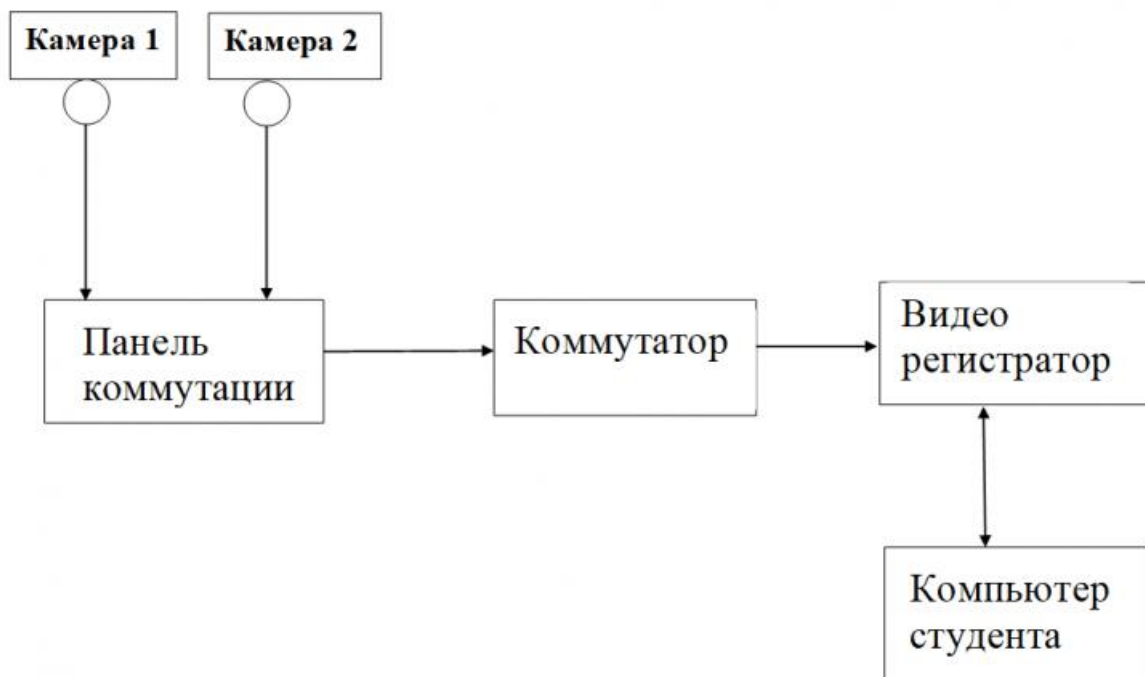 Камера 1
Камера 2
Панель
коммутации
Коммутатор
Видео
регистратор
Компьютер
студента